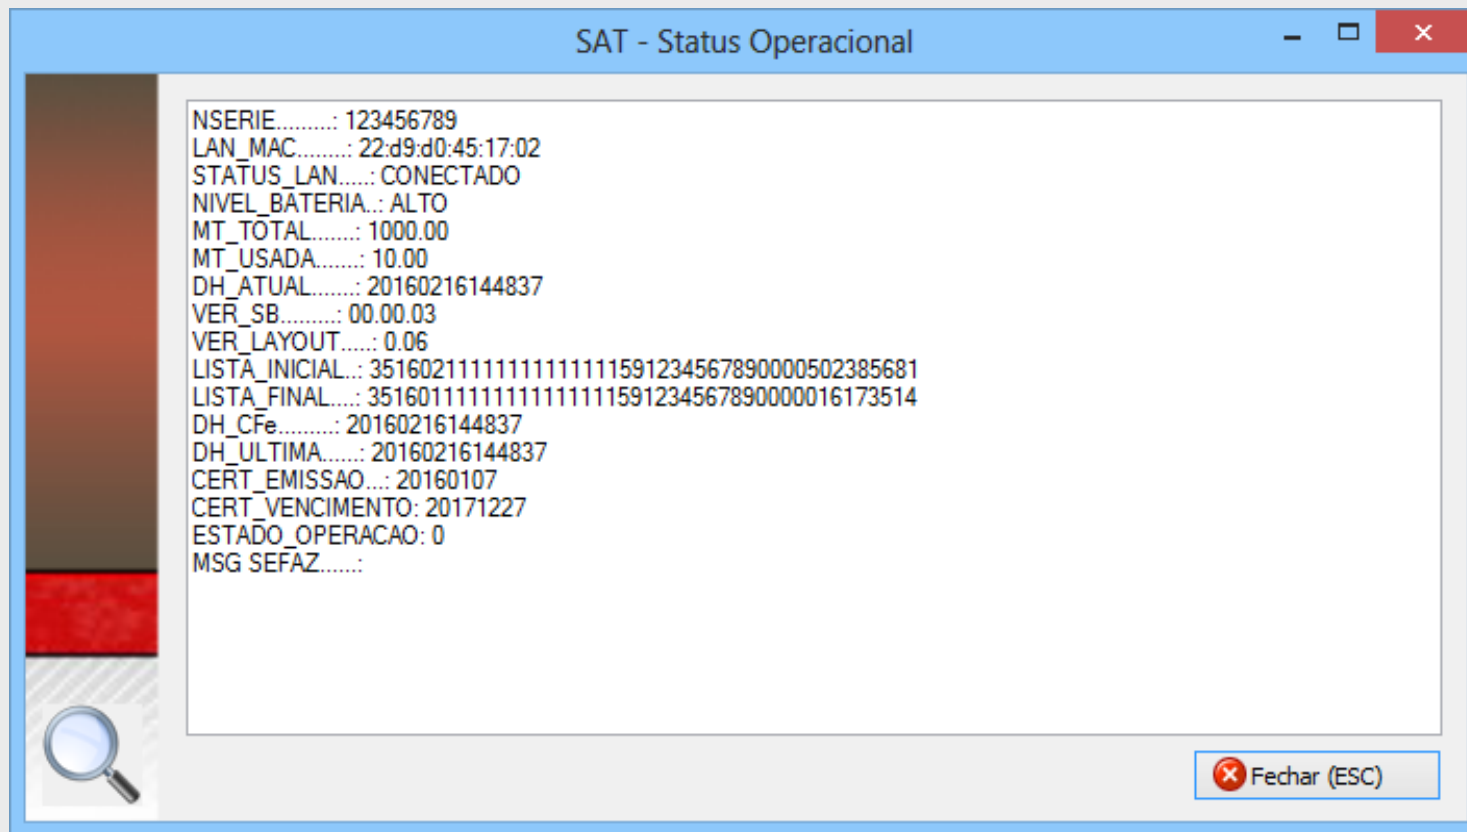 SAT - Status Operacional
NSERIE.........: 123456789
LAN_MAC........: 22:d9:d0:45:17:02
STATUS_LAN.....: CONECTADO
NIVEL_BATERIA..: ALTO
MT_TOTAL.......: 1000.00
MT_USADA.......: 10.00
DH_ATUAL.......: 20160216144837
VER_SB.........: 00.00.03
VER_LAYOUT.....: 0.06
LISTA_INICIAL..: 35160211111111111111591234567890000502385681
LISTA_FINAL....: 35160111111111111111591234567890000016173514
DH_CFe.........: 20160216144837
DH_ULTIMA......: 20160216144837
CERT_EMISSAO...: 20160107
CERT_VENCIMENTO: 20171227
ESTADO_OPERACAO: 0
MSG SEFAZ......:
Fechar (ESC)